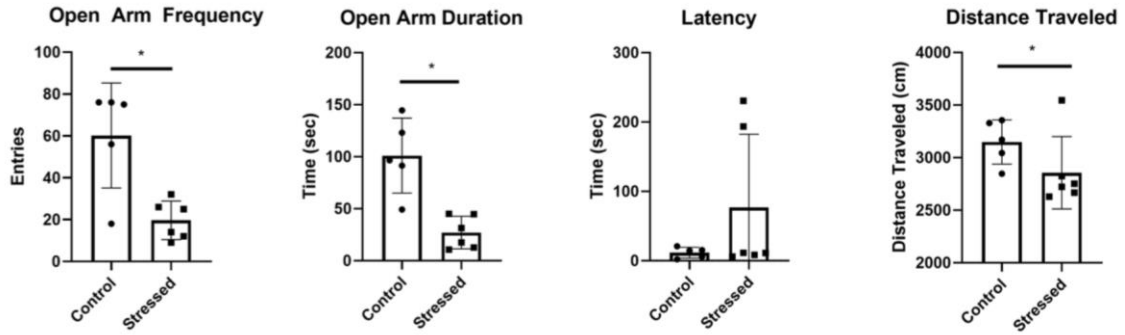 Open Arm Frequency
*
100
80
60
40
20
0
Entries
Control
Stressed
Open Arm Duration
*
200
150
100
50
0
Time (sec)
Control
Stressed
Latency
300
200
100
0
Time (sec)
Control
Stressed
Distance Traveled
*
4000
3500
3000
2500
2000
Distance Traveled (cm)
Control
Stressed